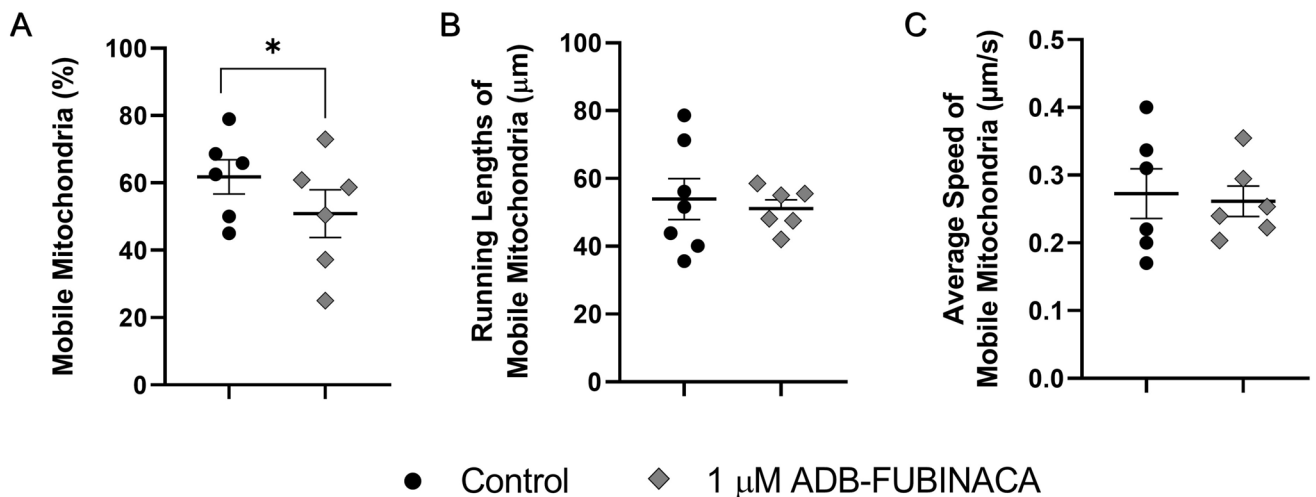 A
Mobile Mitochondria (%)
100
80
60
40
20
0
*
B
Running Lengths of
Mobile Mitochondria (μm)
100
80
60
40
20
0
C
Average Speed of
Mobile Mitochondria (μm/s)
0.5
0.4
0.3
0.2
0.1
0.0
Control
1 μM ADB-FUBINACA